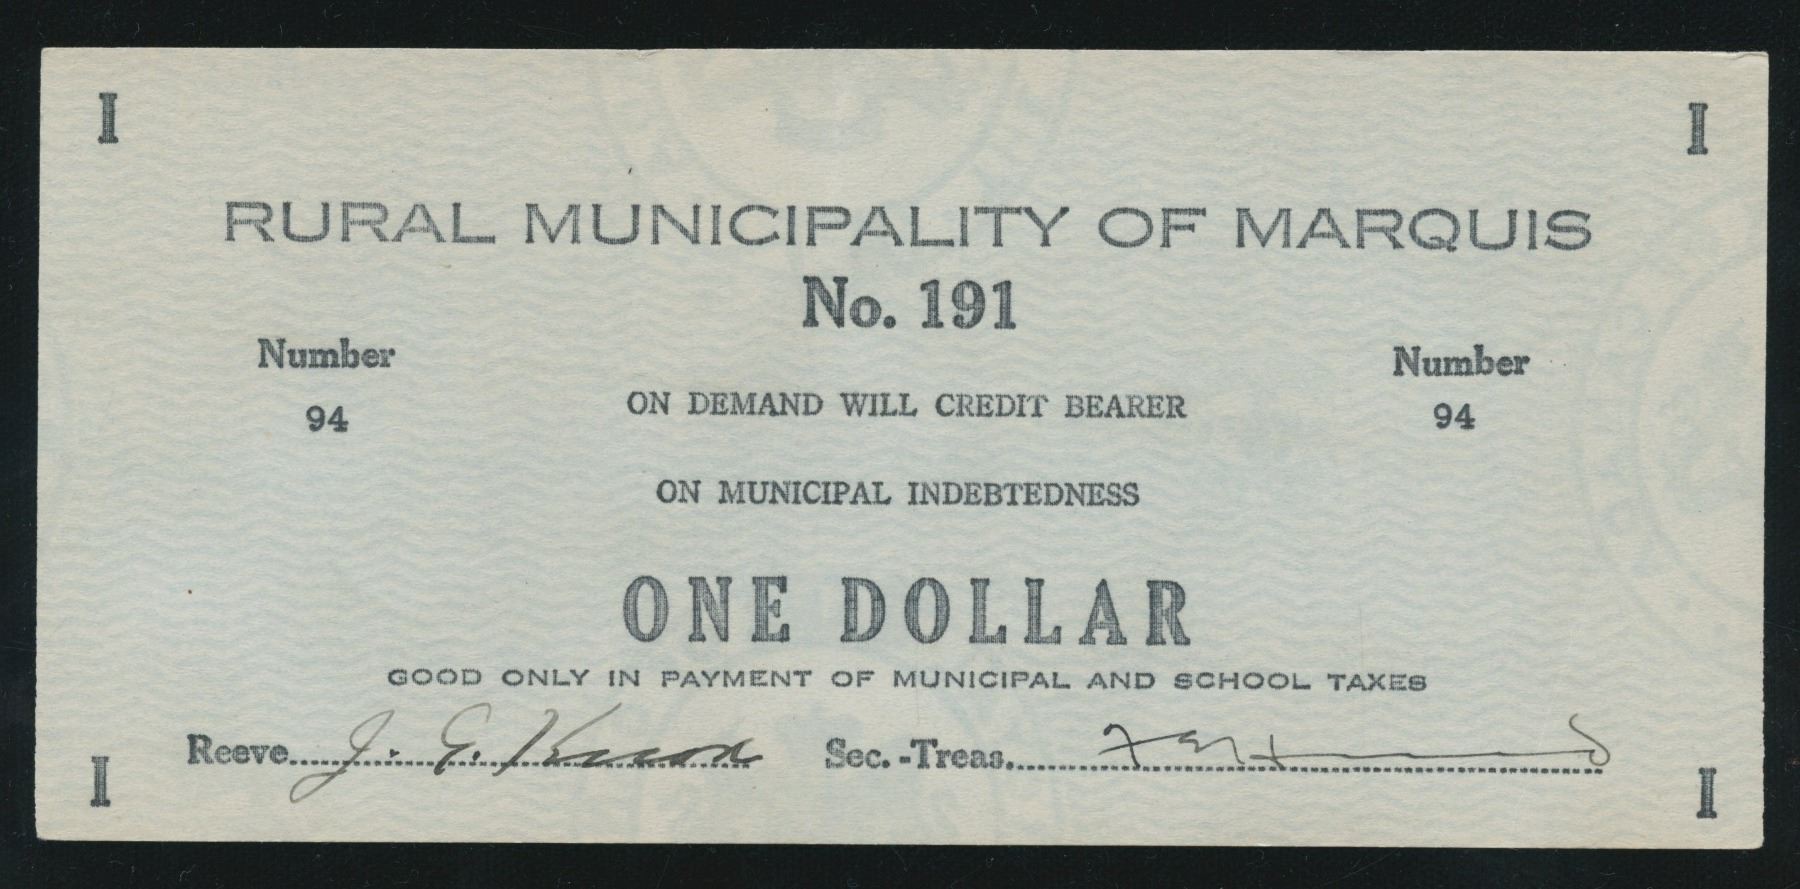 I I
RURAL MUNICIPALITY OF MARQUIS
No. 191
Number Number
94 ON DEMAND WILL CREDIT BEARER 94
ON MUNICIPAL INDEBTEDNESS
ONE DOLLAR
GOOD ONLY IN PAYMENT OF MUNICIPAL AND SCHOOL TAXES
Reeve J. E. Sec.-Treas.
I I